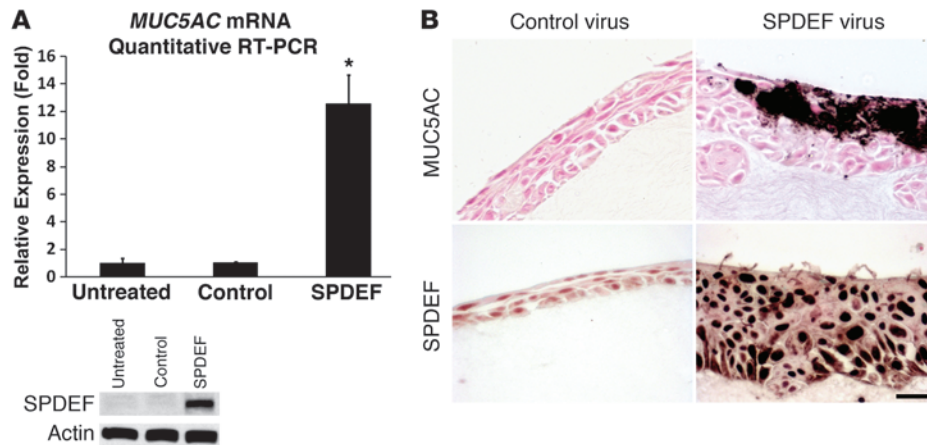 A
MUC5AC mRNA
Quantitative RT-PCR
Relative Expression (Fold)
16
14
12
10
8
6
4
2
0
*
Untreated
Control
SPDEF
Untreated
Control
SPDEF
SPDEF
Actin
B
Control virus
SPDEF virus
MUC5AC
SPDEF